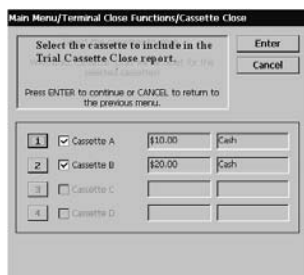 Main Menu/Terminal Close Functions/Cassette Close
Select the cassette to include in the
Trial Cassette Close report.
selected cassettes
Press ENTER to continue or CANCEL to return to
the previous menu.
Enter
Cancel
1 Cassette A $10.00 Cash
2 Cassette B $20.00 Cash
3 Cassette C
4 Cassette D